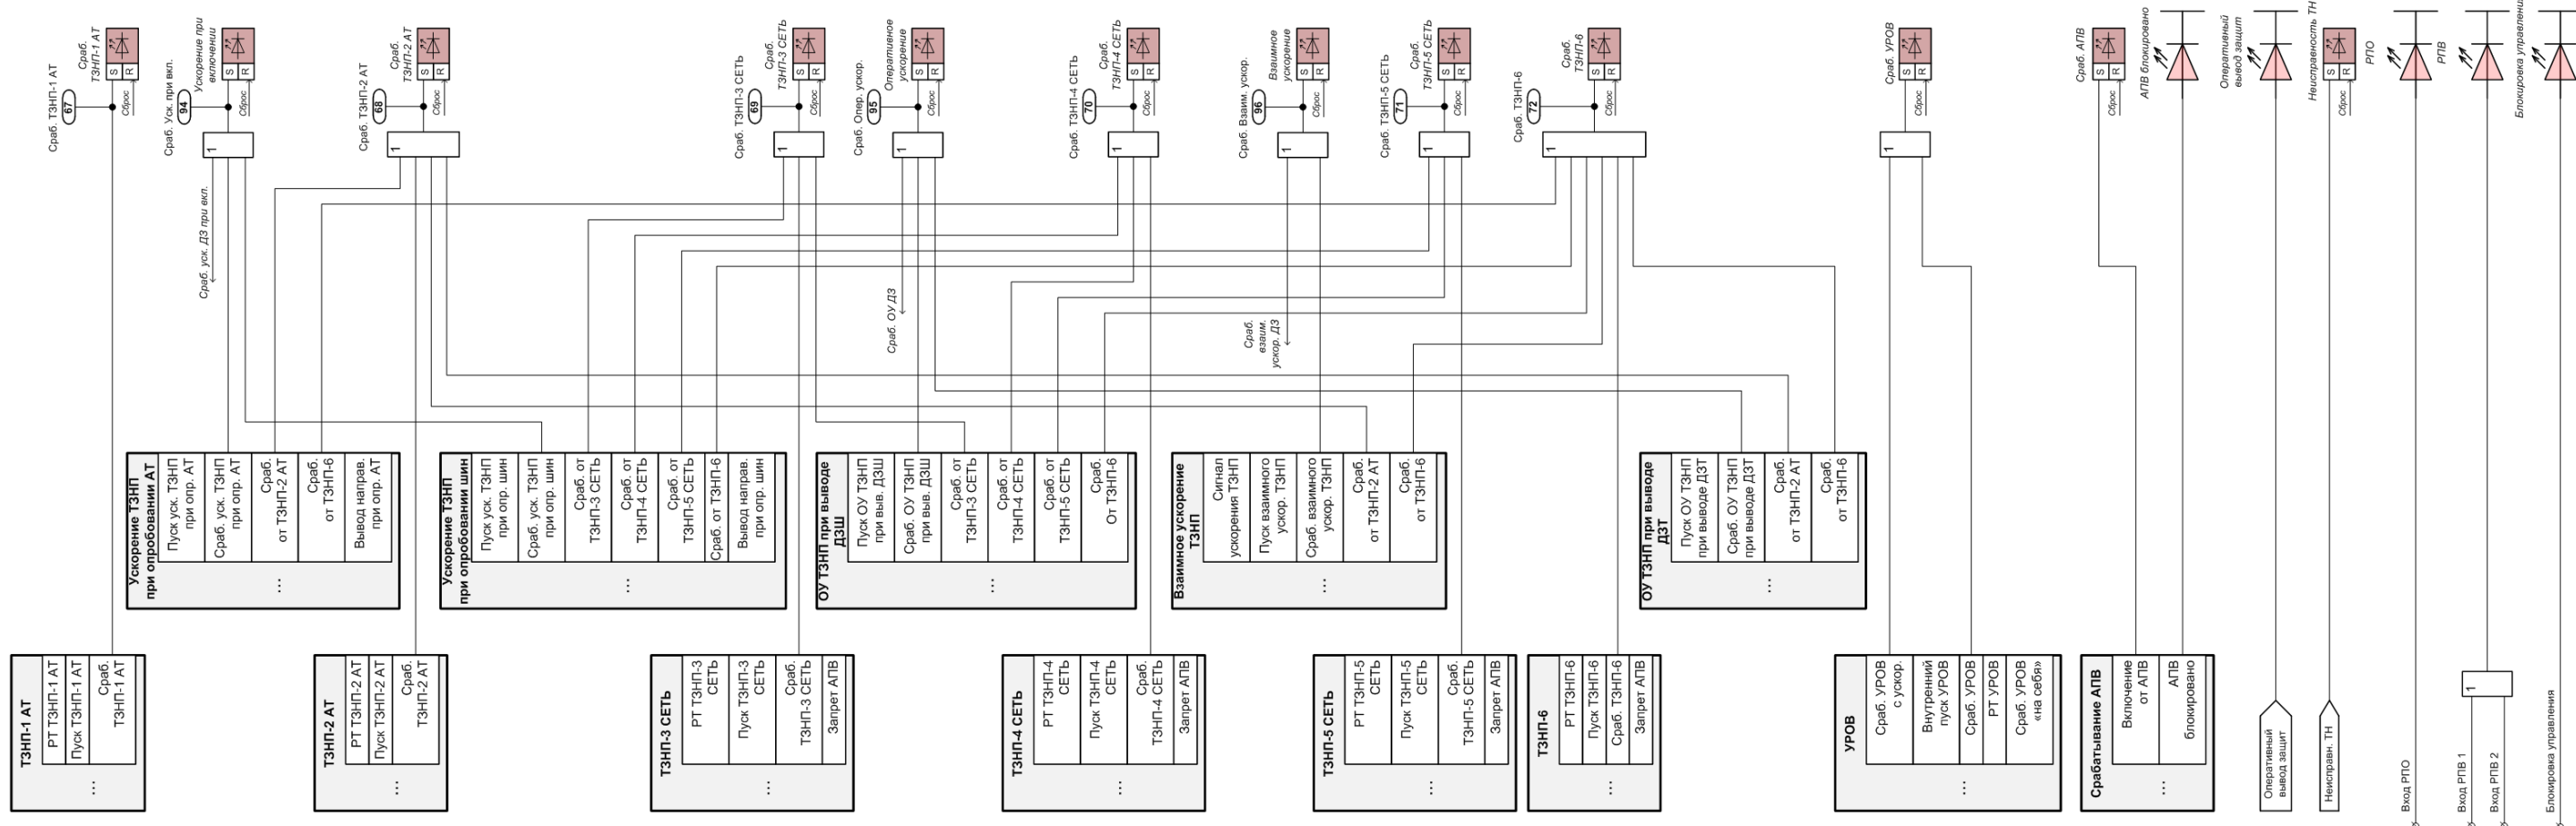 Сраб. ТЗНП-1 АТ
67
Сраб.
ТЗНП-1 АТ
S
R
Сброс
Сраб. Уск. при вкл.
94
Ускорение при
включении
S
R
Сброс
1
Сраб. уск. ДЗ при вкл.
Сраб. ТЗНП-2 АТ
68
Сраб.
ТЗНП-2 АТ
S
R
Сброс
1
Сраб. ТЗНП-3 СЕТЬ
69
Сраб.
ТЗНП-3 СЕТЬ
S
R
Сброс
1
Сраб. Опер. ускор.
95
Оперативное
ускорение
S
R
Сброс
1
Сраб. ОУ ДЗ
Сраб. ТЗНП-4 СЕТЬ
70
Сраб.
ТЗНП-4 СЕТЬ
S
R
Сброс
1
Сраб. Взаим. ускор.
96
Взаимное
ускорение
S
R
Сброс
1
Сраб.
взаим.
ускор. ДЗ
Сраб. ТЗНП-5 СЕТЬ
71
Сраб.
ТЗНП-5 СЕТЬ
S
R
Сброс
1
Сраб. ТЗНП-6
72
Сраб.
ТЗНП-6
S
R
Сброс
1
Сраб. УРОВ
S
R
Сброс
1
Сраб. АПВ
S
R
Сброс
АПВ блокировано
Оперативный
вывод защит
Неисправность ТН
S
R
Сброс
РПО
РПВ
Блокировка управления
Ускорение ТЗНП
при опробовании АТ
Пуск уск. ТЗНП
при опр. АТ
Сраб. уск. ТЗНП
при опр. АТ
Сраб.
от ТЗНП-2 АТ
Сраб.
от ТЗНП-6
Вывод направ.
при опр. АТ
...
Ускорение ТЗНП
при опробовании шин
Пуск уск. ТЗНП
при опр. шин
Сраб. уск. ТЗНП
при опр. шин
Сраб. от
ТЗНП-3 СЕТЬ
Сраб. от
ТЗНП-4 СЕТЬ
Сраб. от
ТЗНП-5 СЕТЬ
Сраб. от ТЗНП-6
Вывод направ.
при опр. шин
...
ОУ ТЗНП при выводе
ДЗШ
Пуск ОУ ТЗНП
при выв. ДЗШ
Сраб. ОУ ТЗНП
при выв. ДЗШ
Сраб. от
ТЗНП-3 СЕТЬ
Сраб. от
ТЗНП-4 СЕТЬ
Сраб. от
ТЗНП-5 СЕТЬ
Сраб.
От ТЗНП-6
...
Взаимное ускорение
ТЗНП
Сигнал
ускорения ТЗНП
Пуск взаимного
ускор. ТЗНП
Сраб. взаимного
ускор. ТЗНП
Сраб.
от ТЗНП-2 АТ
Сраб.
от ТЗНП-6
...
ОУ ТЗНП при выводе
ДЗТ
Пуск ОУ ТЗНП
при выводе ДЗТ
Сраб. ОУ ТЗНП
при выводе ДЗТ
Сраб.
от ТЗНП-2 АТ
Сраб.
от ТЗНП-6
...
ТЗНП-1 АТ
РТ ТЗНП-1 АТ
Пуск ТЗНП-1 АТ
Сраб.
ТЗНП-1 АТ
...
ТЗНП-2 АТ
РТ ТЗНП-2 АТ
Пуск ТЗНП-2 АТ
Сраб.
ТЗНП-2 АТ
...
ТЗНП-3 СЕТЬ
РТ ТЗНП-3
СЕТЬ
Пуск ТЗНП-3
СЕТЬ
Сраб.
ТЗНП-3 СЕТЬ
Запрет АПВ
...
ТЗНП-4 СЕТЬ
РТ ТЗНП-4
СЕТЬ
Пуск ТЗНП-4
СЕТЬ
Сраб.
ТЗНП-4 СЕТЬ
Запрет АПВ
...
ТЗНП-5 СЕТЬ
РТ ТЗНП-5
СЕТЬ
Пуск ТЗНП-5
СЕТЬ
Сраб.
ТЗНП-5 СЕТЬ
Запрет АПВ
...
ТЗНП-6
РТ ТЗНП-6
Пуск ТЗНП-6
Сраб. ТЗНП-6
Запрет АПВ
...
УРОВ
Сраб. УРОВ
с ускор.
Внутренний
пуск УРОВ
Сраб. УРОВ
РТ УРОВ
Сраб. УРОВ
«на себя»
...
Срабатывание АПВ
Включение
от АПВ
АПВ
блокировано
...
Оперативный
вывод защит
Неисправн. ТН
Вход РПО
1
Вход РПВ 1
Вход РПВ 2
Блокировка управления